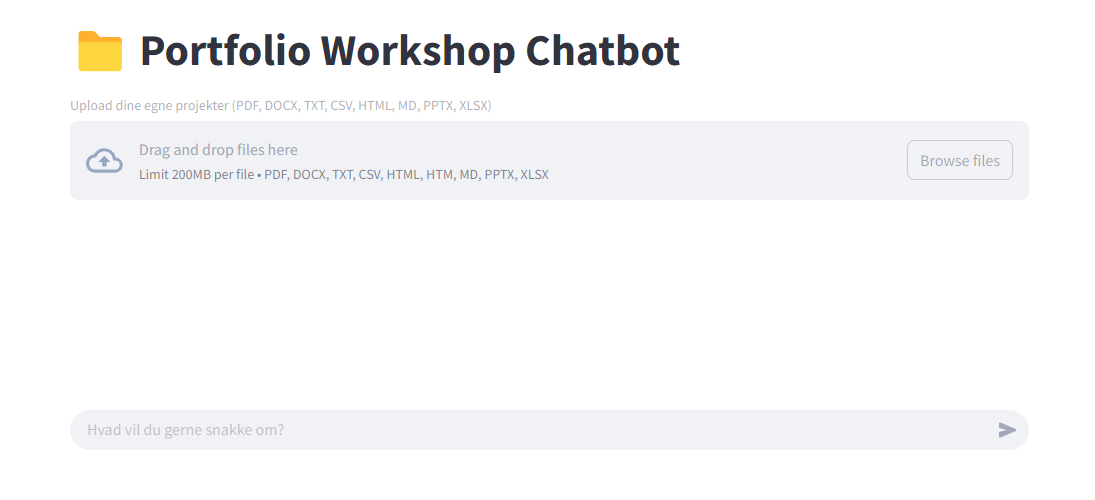 Portfolio Workshop Chatbot
Upload dine egne projekter (PDF, DOCX, TXT, CSV, HTML, MD, PPTX, XLSX)
Drag and drop files here
Limit 200MB per file • PDF, DOCX, TXT, CSV, HTML, HTM, MD, PPTX, XLSX
Browse files
Hvad vil du gerne snakke om?